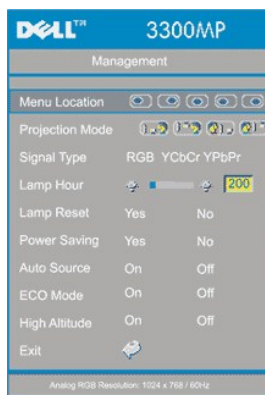 DELL™ 3300MP
Management
Menu Location
Projection Mode
Signal Type RGB YCbCr YPbPr
Lamp Hour 200
Lamp Reset Yes No
Power Saving Yes No
Auto Source On Off
ECO Mode On Off
High Altitude On Off
Exit
Analog RGB Resolution: 1024 x 768 / 60Hz